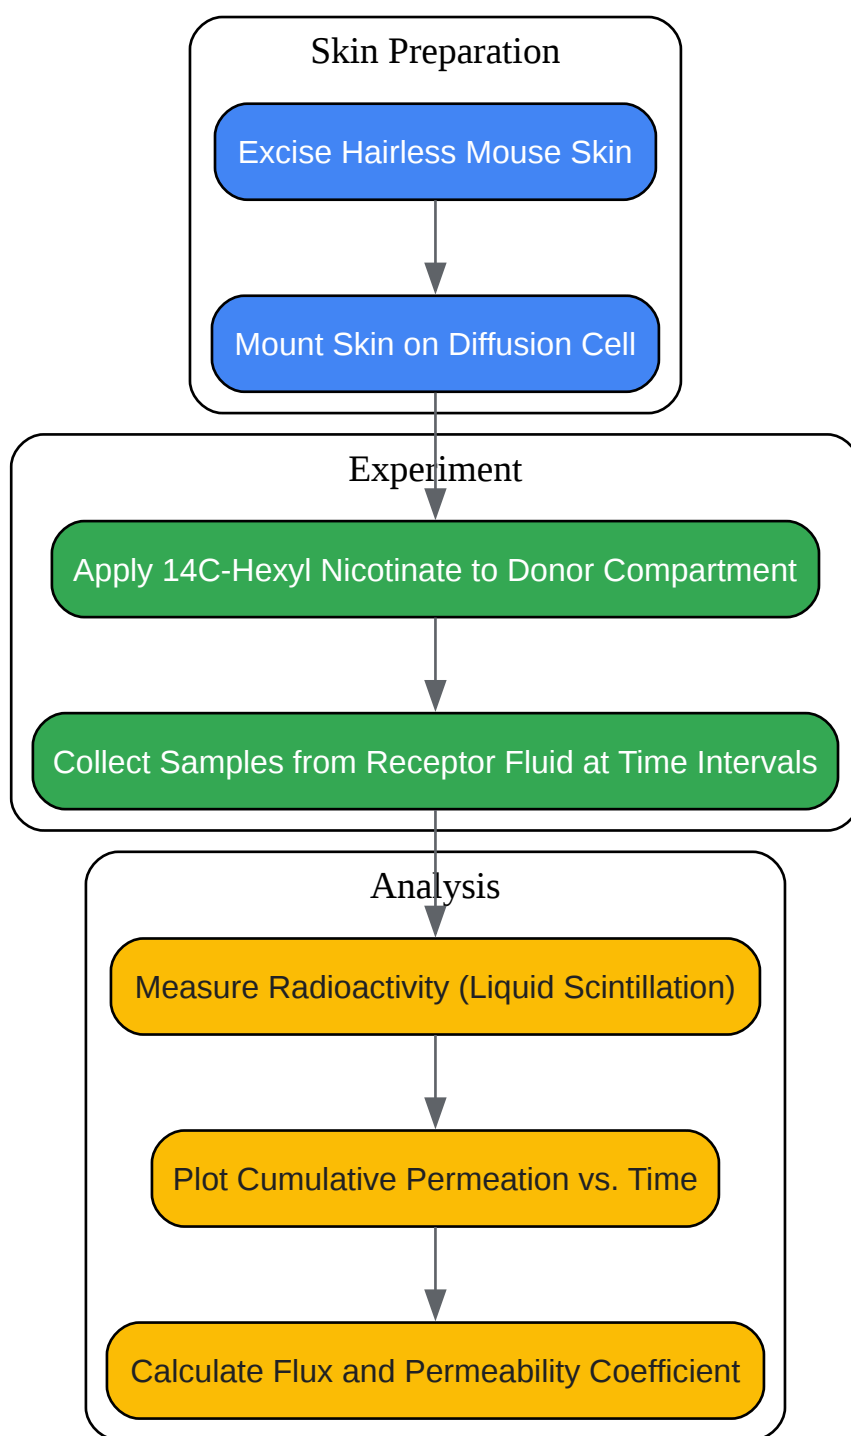 Skin Preparation
Excise Hairless Mouse Skin
Mount Skin on Diffusion Cell
Experiment
Apply 14C-Hexyl Nicotinate to Donor Compartment
Collect Samples from Receptor Fluid at Time Intervals
Analysis
Measure Radioactivity (Liquid Scintillation)
Plot Cumulative Permeation vs. Time
Calculate Flux and Permeability Coefficient